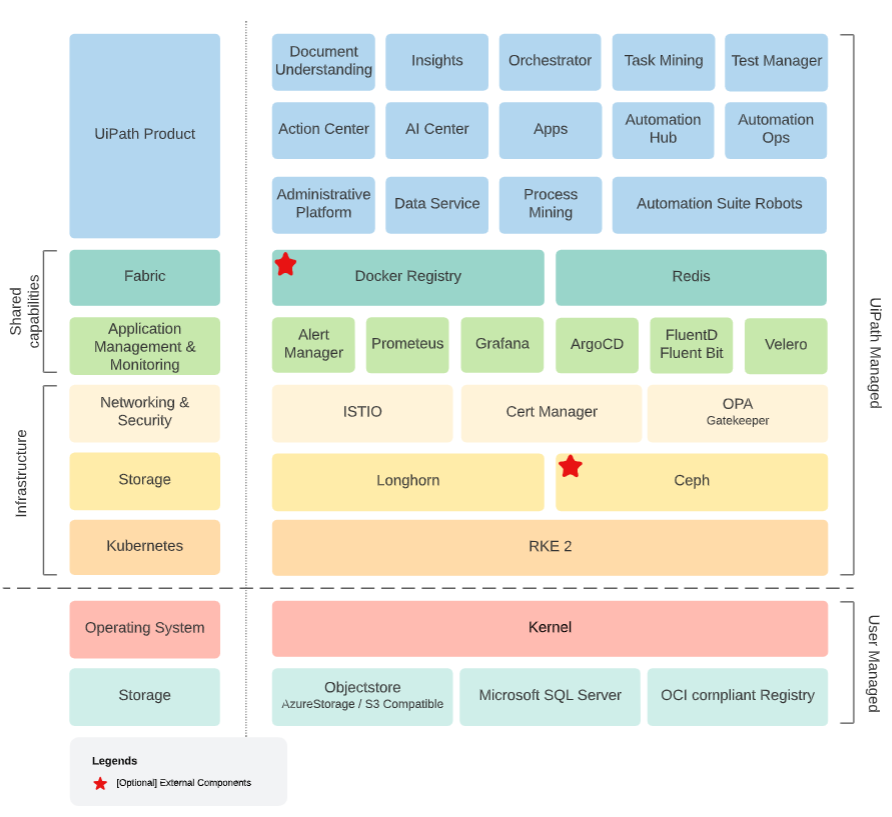 UiPath Product
Document
Understanding
Insights
Orchestrator
Task Mining
Test Manager
Action Center
AI Center
Apps
Automation
Hub
Automation
Ops
Administrative
Platform
Data Service
Process
Mining
Automation Suite Robots
Shared
capabilities
Fabric
Docker Registry
Redis
Application
Management &
Monitoring
Alert
Manager
Prometeus
Grafana
ArgoCD
FluentD
Fluent Bit
Velero
UiPath Managed
Infrastructure
Networking &
Security
ISTIO
Cert Manager
OPA
Gatekeeper
Storage
Longhorn
Ceph
Kubernetes
RKE 2
Operating System
Kernel
User Managed
Storage
Objectstore
AzureStorage / S3 Compatible
Microsoft SQL Server
OCI compliant Registry
Legends
[Optional] External Components